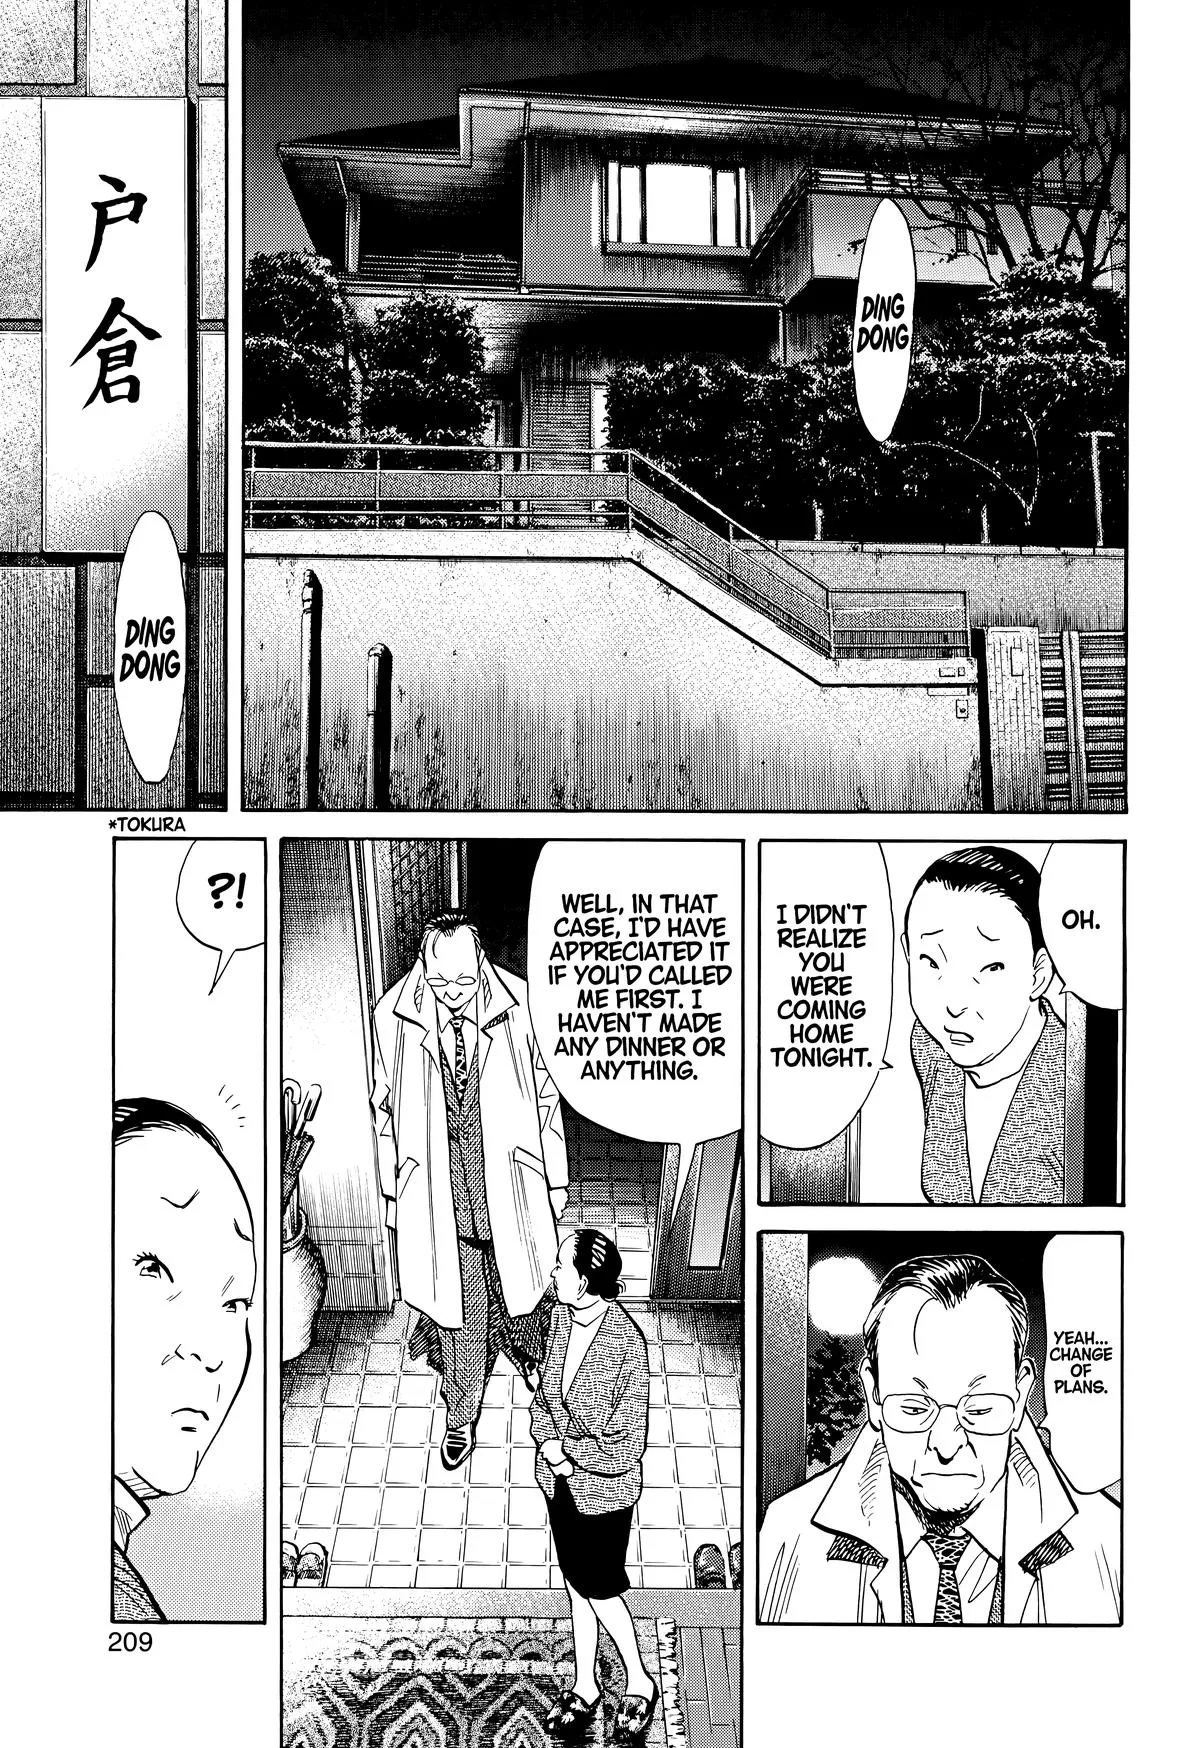 DING
DONG
戸
倉
DING
DONG
*TOKURA
OH.
I DIDN'T
REALIZE
YOU
WERE
COMING
HOME
TONIGHT.
YEAH...
CHANGE
OF
PLANS.
WELL, IN THAT
CASE, I'D HAVE
APPRECIATED IT
IF YOU'D CALLED
ME FIRST. I
HAVEN'T MADE
ANY DINNER OR
ANYTHING.
?!
209